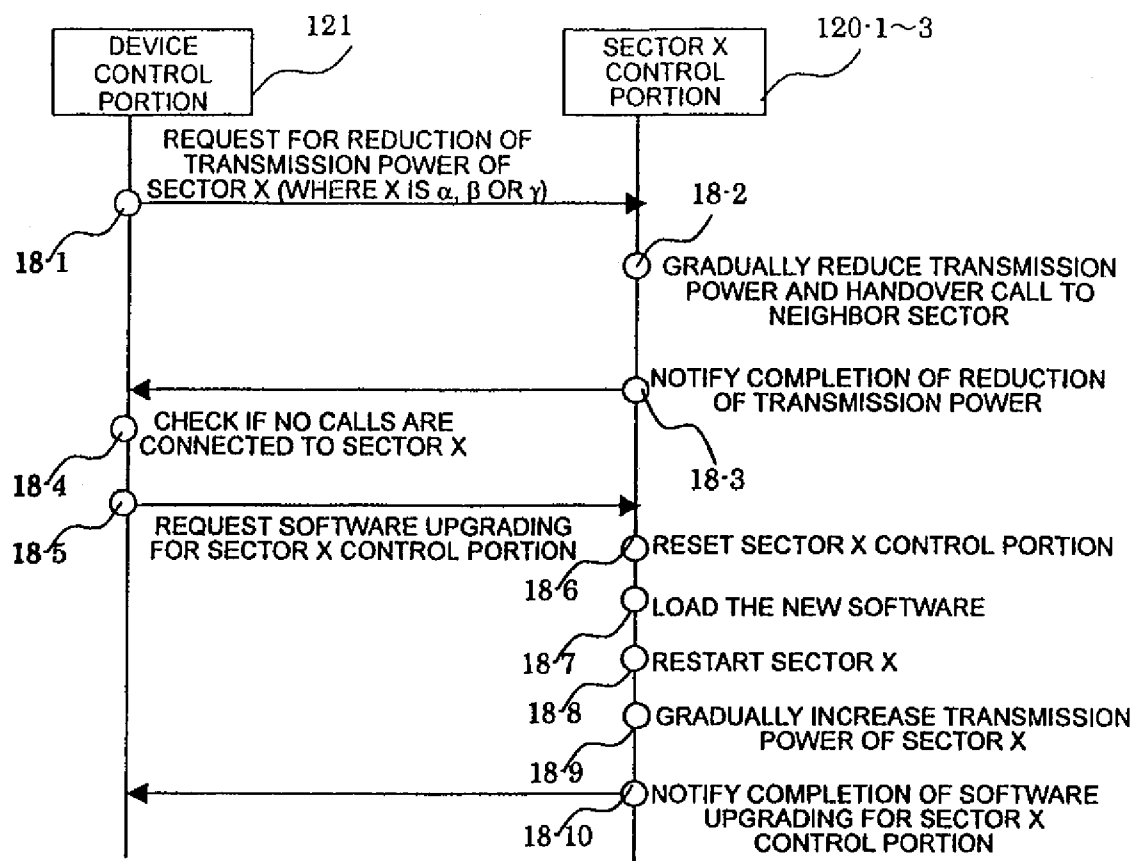 DEVICE
CONTROL
PORTION
121
SECTOR X
CONTROL
PORTION
120·1~3
REQUEST FOR REDUCTION OF
TRANSMISSION POWER OF
SECTOR X (WHERE X IS α, β OR γ)
18·1
18·2
GRADUALLY REDUCE TRANSMISSION
POWER AND HANDOVER CALL TO
NEIGHBOR SECTOR
NOTIFY COMPLETION OF REDUCTION
OF TRANSMISSION POWER
18·3
CHECK IF NO CALLS ARE
CONNECTED TO SECTOR X
18·4
18·5
REQUEST SOFTWARE UPGRADING
FOR SECTOR X CONTROL PORTION
RESET SECTOR X CONTROL PORTION
18·6
LOAD THE NEW SOFTWARE
18·7
RESTART SECTOR X
18·8
GRADUALLY INCREASE TRANSMISSION
POWER OF SECTOR X
18·9
NOTIFY COMPLETION OF SOFTWARE
UPGRADING FOR SECTOR X
CONTROL PORTION
18·10